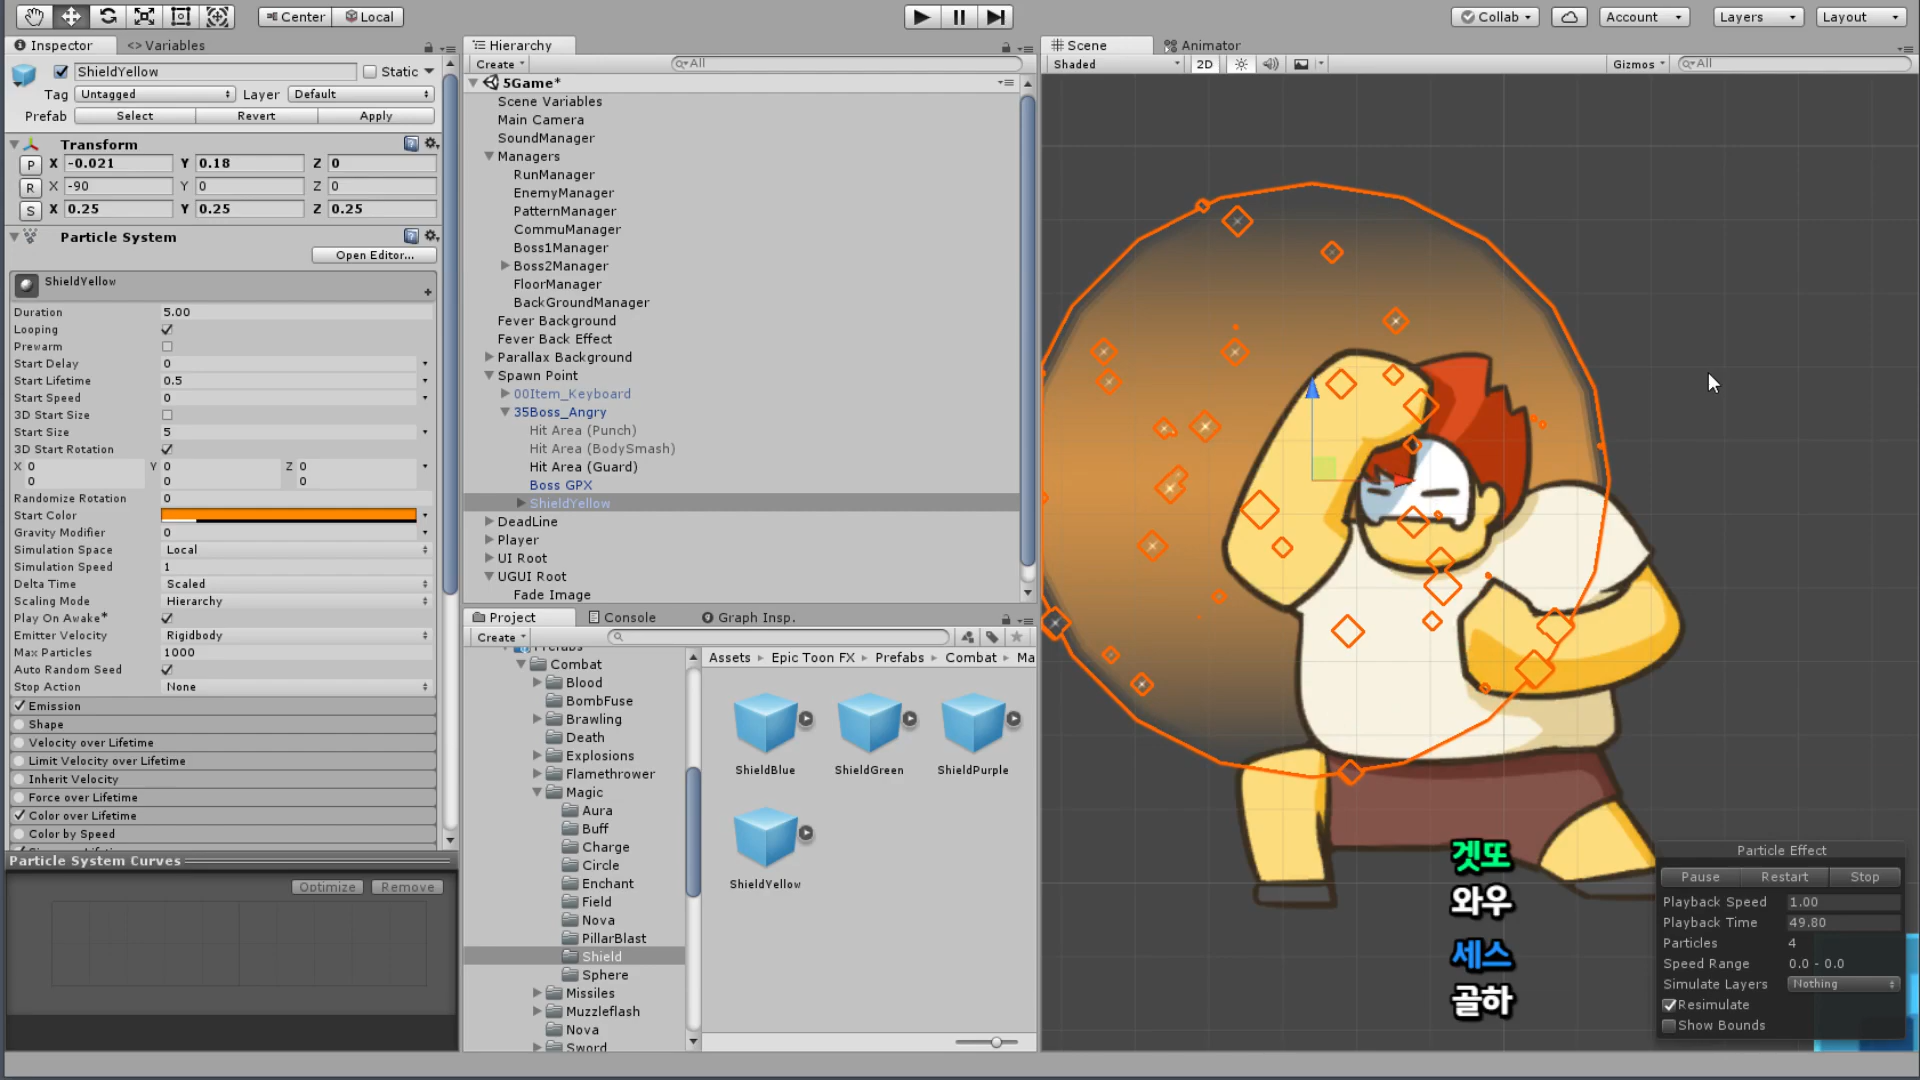 Center
Local
Collab
Account
Layers
Layout
Inspector
Variables
ShieldYellow
Static
Tag
Untagged
Layer
Default
Prefab
Select
Revert
Apply
Transform
P X -0.021 Y 0.18 Z 0
R X -90 Y 0 Z 0
S X 0.25 Y 0.25 Z 0.25
Particle System
Open Editor...
ShieldYellow
Duration 5.00
Looping
Prewarm
Start Delay 0
Start Lifetime 0.5
Start Speed 0
3D Start Size
Start Size 5
3D Start Rotation
X 0 Y 0 Z 0
0 0 0
Randomize Rotation 0
Start Color
Gravity Modifier 0
Simulation Space Local
Simulation Speed 1
Delta Time Scaled
Scaling Mode Hierarchy
Play On Awake*
Emitter Velocity Rigidbody
Max Particles 1000
Auto Random Seed
Stop Action None
Emission
Shape
Velocity over Lifetime
Limit Velocity over Lifetime
Inherit Velocity
Force over Lifetime
Color over Lifetime
Color by Speed
Particle System Curves
Optimize
Remove
Hierarchy
Create
All
5Game*
Scene Variables
Main Camera
SoundManager
Managers
RunManager
EnemyManager
PatternManager
CommuManager
Boss1Manager
Boss2Manager
FloorManager
BackGroundManager
Fever Background
Fever Back Effect
Parallax Background
Spawn Point
00Item_Keyboard
35Boss_Angry
Hit Area (Punch)
Hit Area (BodySmash)
Hit Area (Guard)
Boss GPX
ShieldYellow
DeadLine
Player
UI Root
UGUI Root
Fade Image
Project
Console
Graph Insp.
Create
Combat
Blood
BombFuse
Brawling
Death
Explosions
Flamethrower
Magic
Aura
Buff
Charge
Circle
Enchant
Field
Nova
PillarBlast
Shield
Sphere
Missiles
Muzzleflash
Nova
Sword
Assets Epic Toon FX Prefabs Combat Ma
ShieldBlue
ShieldGreen
ShieldPurple
ShieldYellow
Scene
Animator
Shaded
2D
Gizmos
All
겟또
와우
세스
골하
Particle Effect
Pause
Restart
Stop
Playback Speed 1.00
Playback Time 49.80
Particles 4
Speed Range 0.0 - 0.0
Simulate Layers Nothing
Resimulate
Show Bounds